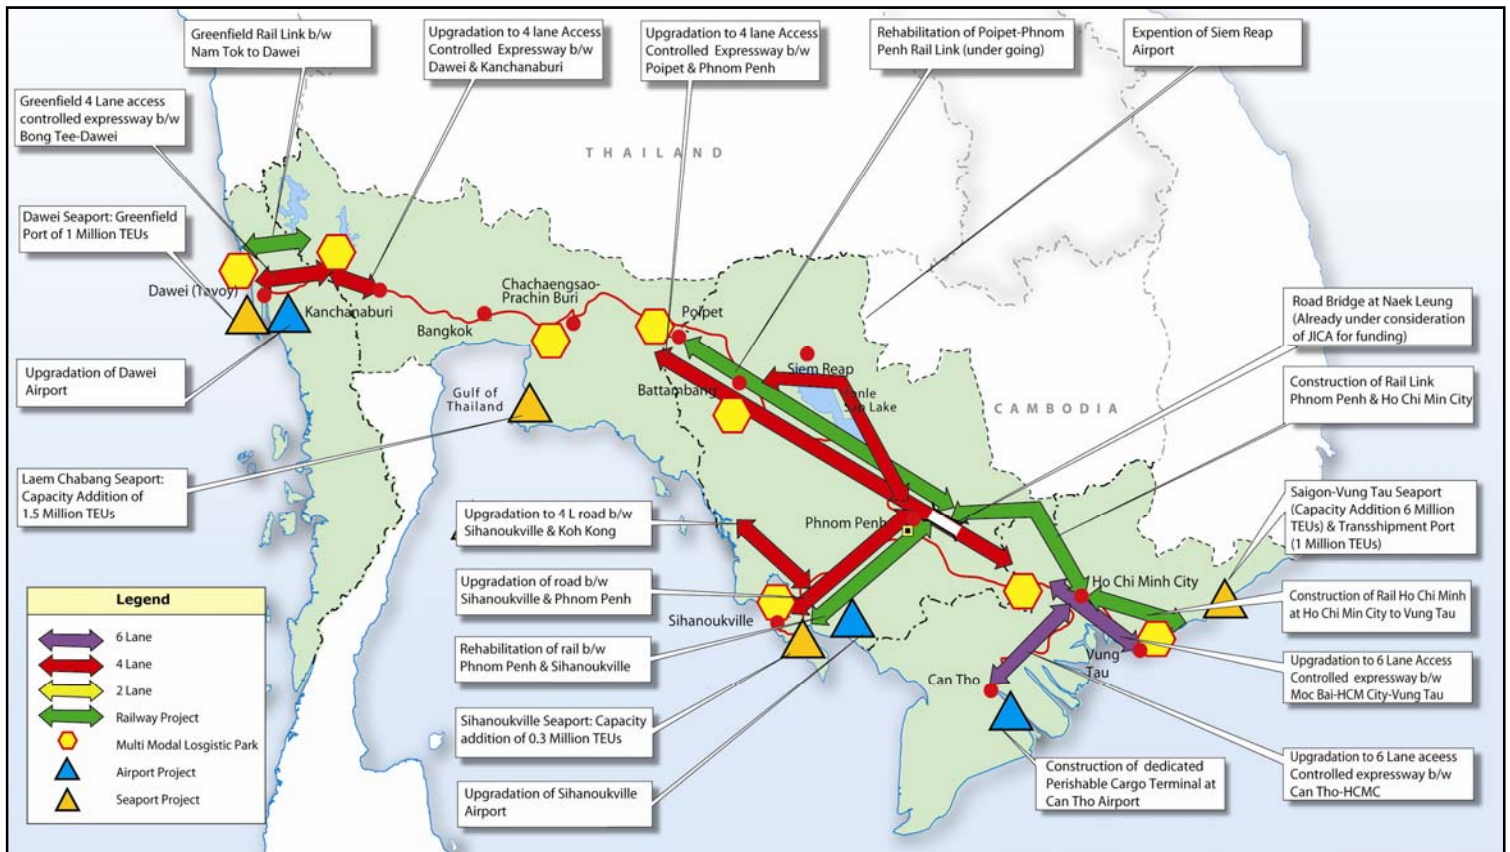 Greenfield Rail Link b/w
Nam Tok to Dawei
Upgradation to 4 lane Access
Controlled Expressway b/w
Dawei & Kanchanaburi
Upgradation to 4 lane Access
Controlled Expressway b/w
Poipet & Phnom Penh
Rehabilitation of Poipet-Phnom
Penh Rail Link (under going)
Expention of Siem Reap
Airport
Greenfield 4 Lane access
controlled expressway b/w
Bong Tee-Dawei
THAILAND
Dawei Seaport: Greenfield
Port of 1 Million TEUs
Dawei (Tavoy)
Kanchanaburi
Bangkok
Chachaengsao-
Prachin Buri
Poipet
Siem Reap
Battambang
Tonle
Sap Lake
CAMBODIA
Gulf of
Thailand
Road Bridge at Naek Leung
(Already under consideration
of JICA for funding)
Upgradation of Dawei
Airport
Construction of Rail Link
Phnom Penh & Ho Chi Min City
Laem Chabang Seaport:
Capacity Addition of
1.5 Million TEUs
Upgradation to 4 L road b/w
Sihanoukville & Koh Kong
Phnom Penh
Saigon-Vung Tau Seaport
(Capacity Addition 6 Million
TEUs) & Transshipment Port
(1 Million TEUs)
Upgradation of road b/w
Sihanoukville & Phnom Penh
Sihanoukville
Ho Chi Minh City
Construction of Rail Ho Chi Minh
at Ho Chi Min City to Vung Tau
Rehabilitation of rail b/w
Phnom Penh & Sihanoukville
Can Tho
Vung
Tau
Upgradation to 6 Lane Access
Controlled expressway b/w
Moc Bai-HCM City-Vung Tau
Sihanoukville Seaport: Capacity
addition of 0.3 Million TEUs
Upgradation of Sihanoukville
Airport
Construction of dedicated
Perishable Cargo Terminal at
Can Tho Airport
Upgradation to 6 Lane aceess
Controlled expressway b/w
Can Tho-HCMC
Legend
6 Lane
4 Lane
2 Lane
Railway Project
Multi Modal Losgistic Park
Airport Project
Seaport Project